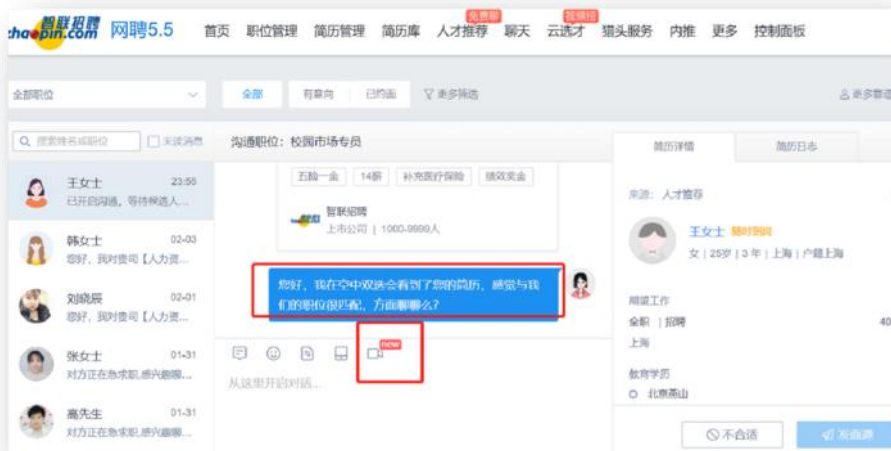 智联招聘
zhaopin.com
网聘5.5
首页 职位管理 简历管理 简历库 人才推荐 免费聊 聊天 云选才 视频招 猎头服务 内推 更多 控制面板
全部职位
全部 有意向 已约面 更多筛选
搜索姓名或职位 未读消息
沟通职位：校园市场专员
简历详情 简历日志
王女士 23:55
已开启沟通，等待候选人...
韩女士 02-03
您好，我对贵司【人力资...
刘晓辰 02-01
您好，我对贵司【人力资...
张女士 01-31
对方正在急求职,感兴趣聊...
高先生 01-31
对方正在急求职,感兴趣聊...
五险一金 14薪 补充医疗保险 绩效奖金
智联招聘
上市公司 | 1000-9999人
您好，我在空中双选会看到了您的简历，感觉与我
们的职位很匹配，方面聊聊么？
new
从这里开启对话...
来源：人才推荐
王女士 随时到岗
女 | 25岁 | 3年 | 上海 | 户籍上海
期望工作
全职 | 招聘 40
上海
教育学历
北京燕山
不合适 发面邀